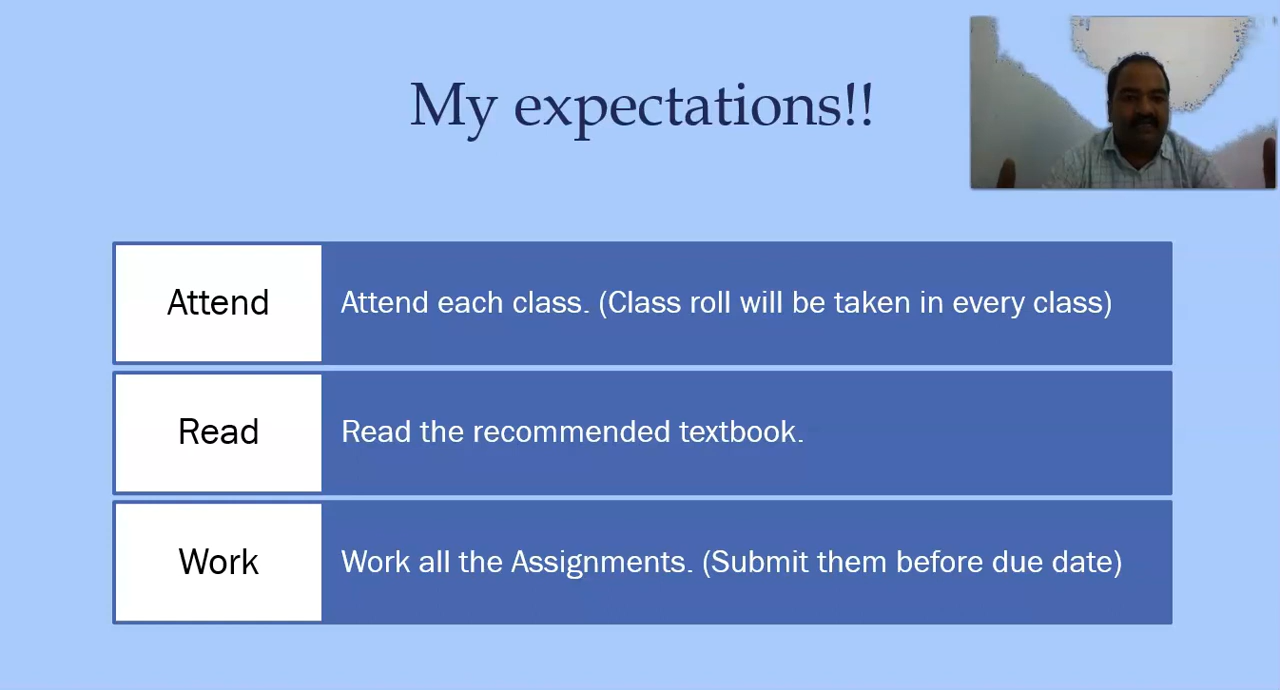 My expectations!!
Attend
Attend each class. (Class roll will be taken in every class)
Read
Read the recommended textbook.
Work
Work all the Assignments. (Submit them before due date)